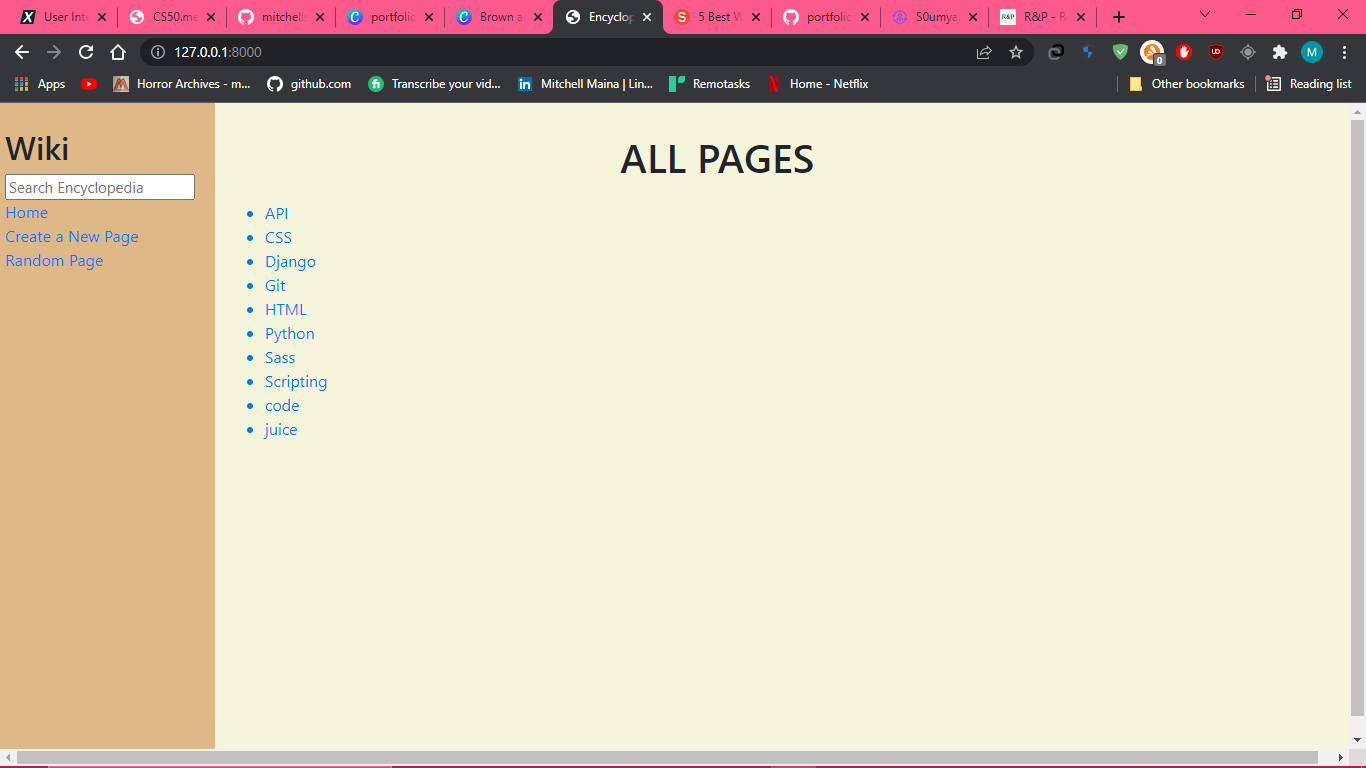 User Inte
CS50.me
mitchell
portfolio
Brown a
Encyclop
5 Best W
portfolio
S0umya
R&P R&P - R
127.0.0.1:8000
M
0
Apps
Horror Archives - m...
github.com
Transcribe your vid...
Mitchell Maina | Lin...
Remotasks
Home - Netflix
Other bookmarks
Reading list
Wiki
Search Encyclopedia
Home
Create a New Page
Random Page
ALL PAGES
API
CSS
Django
Git
HTML
Python
Sass
Scripting
code
juice